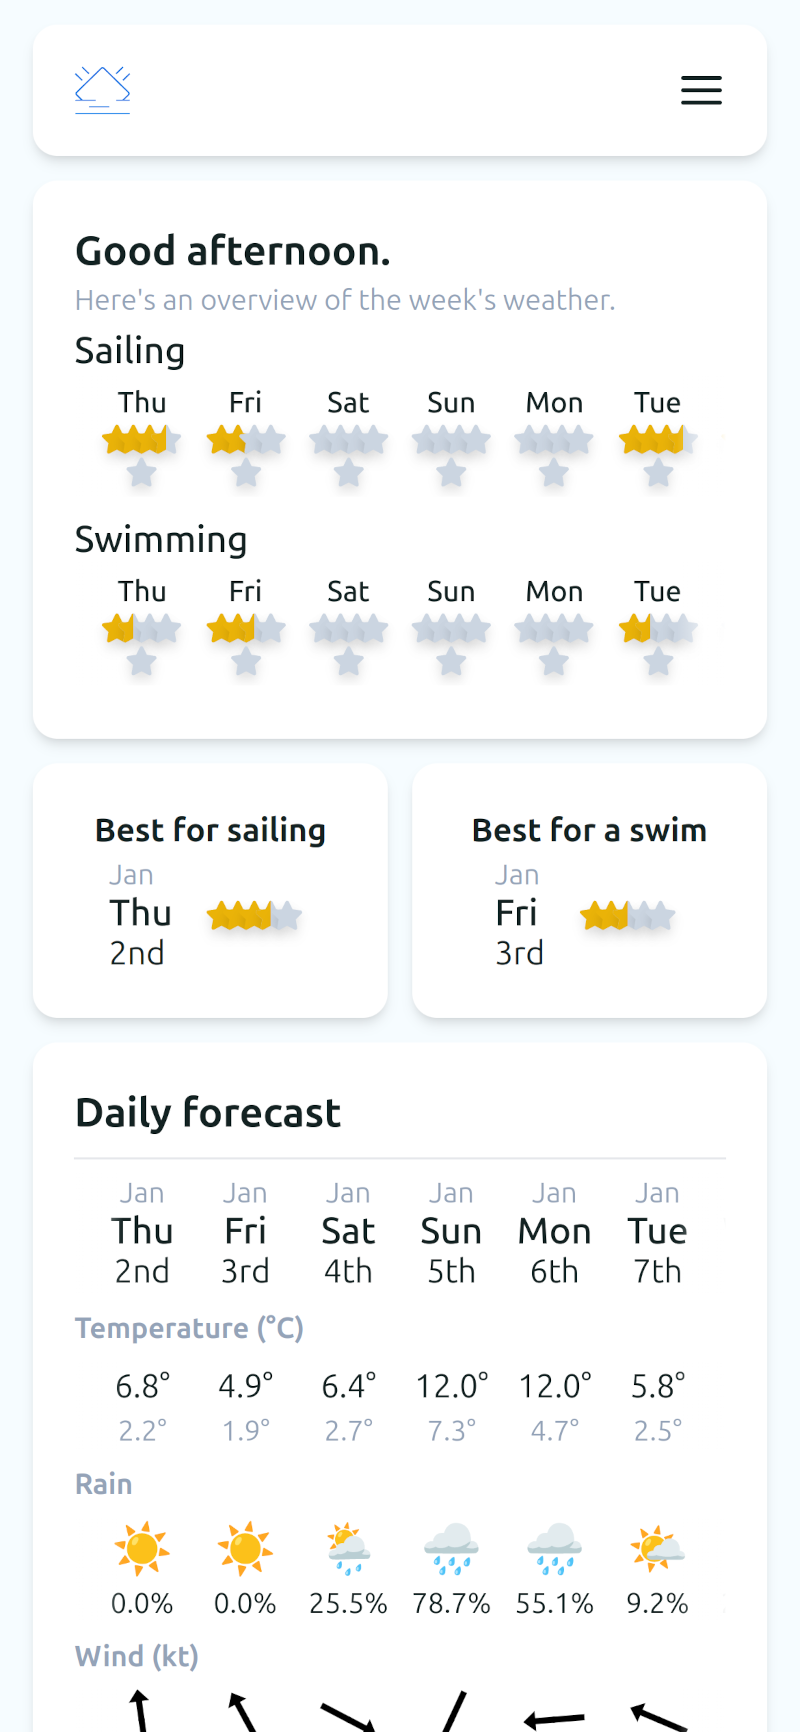 Good afternoon.
Here's an overview of the week's weather.
Sailing
Thu Fri Sat Sun Mon Tue
Swimming
Thu Fri Sat Sun Mon Tue
Best for sailing
Jan
Thu
2nd
Best for a swim
Jan
Fri
3rd
Daily forecast
Jan Jan Jan Jan Jan Jan
Thu Fri Sat Sun Mon Tue
2nd 3rd 4th 5th 6th 7th
Temperature (°C)
6.8° 4.9° 6.4° 12.0° 12.0° 5.8°
2.2° 1.9° 2.7° 7.3° 4.7° 2.5°
Rain
0.0% 0.0% 25.5% 78.7% 55.1% 9.2%
Wind (kt)